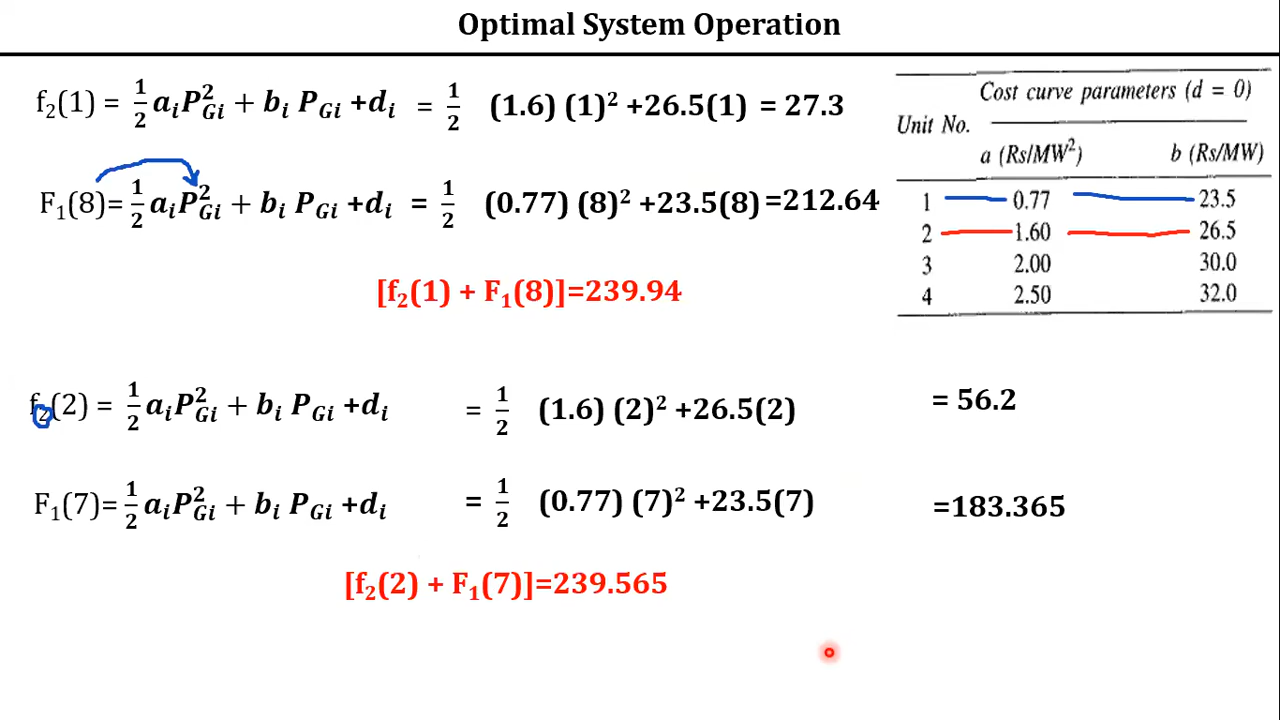 Optimal System Operation
f₂(1) = ½ aᵢP²Gᵢ + bᵢ PGᵢ +dᵢ = ½ (1.6) (1)² +26.5(1) = 27.3
F₁(8)= ½ aᵢP²Gᵢ + bᵢ PGᵢ +dᵢ = ½ (0.77) (8)² +23.5(8) =212.64
[f₂(1) + F₁(8)]=239.94
Unit No. Cost curve parameters (d = 0)
a (Rs/MW²) b (Rs/MW)
1 0.77 23.5
2 1.60 26.5
3 2.00 30.0
4 2.50 32.0
f₂(2) = ½ aᵢP²Gᵢ + bᵢ PGᵢ +dᵢ = ½ (1.6) (2)² +26.5(2) = 56.2
F₁(7)= ½ aᵢP²Gᵢ + bᵢ PGᵢ +dᵢ = ½ (0.77) (7)² +23.5(7) =183.365
[f₂(2) + F₁(7)]=239.565